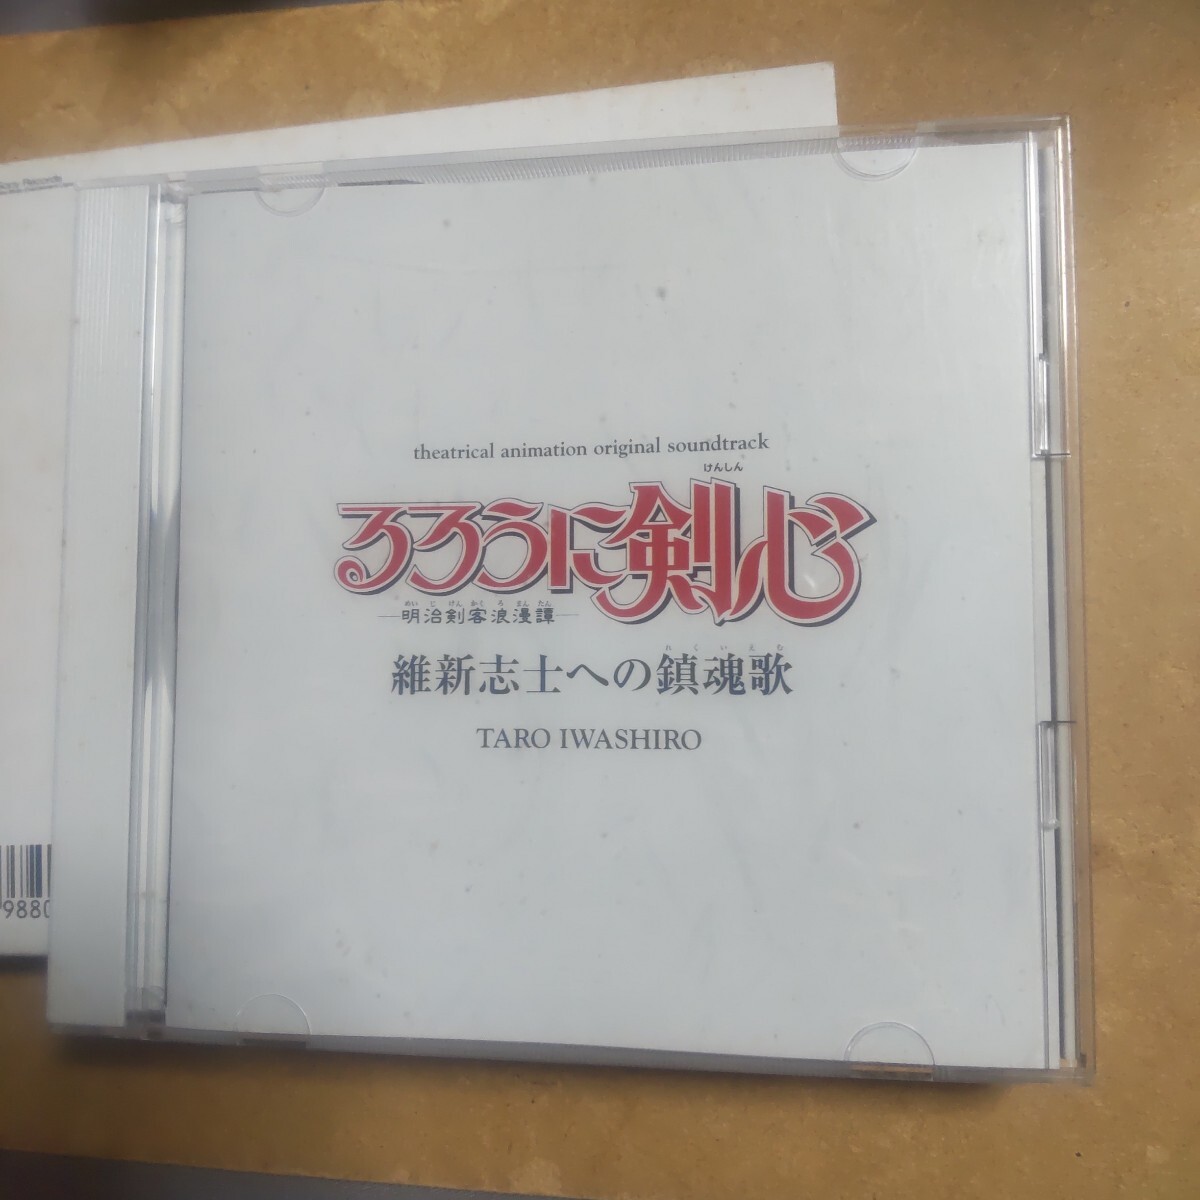 Records
theatrical animation original soundtrack
けんしん
るろうに剣心
めいじけんかくろまんたん
―明治剣客浪漫譚―
れくいえむ
維新志士への鎮魂歌
TARO IWASHIRO
9880